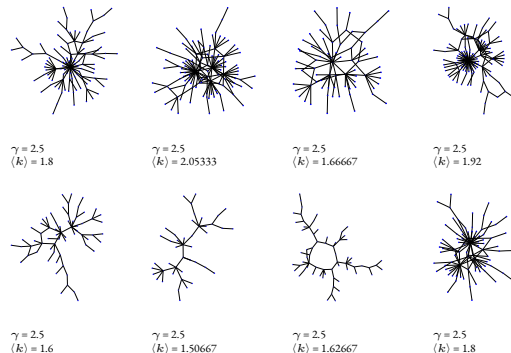 γ = 2.5
⟨k⟩ = 1.8
γ = 2.5
⟨k⟩ = 2.05333
γ = 2.5
⟨k⟩ = 1.66667
γ = 2.5
⟨k⟩ = 1.92
γ = 2.5
⟨k⟩ = 1.6
γ = 2.5
⟨k⟩ = 1.50667
γ = 2.5
⟨k⟩ = 1.62667
γ = 2.5
⟨k⟩ = 1.8